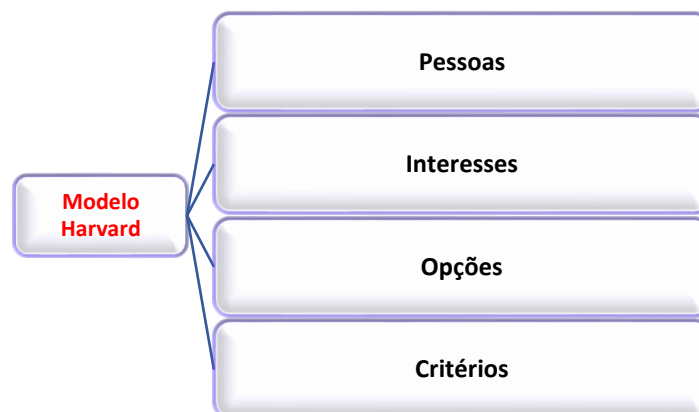 Modelo
Harvard
Pessoas
Interesses
Opções
Critérios